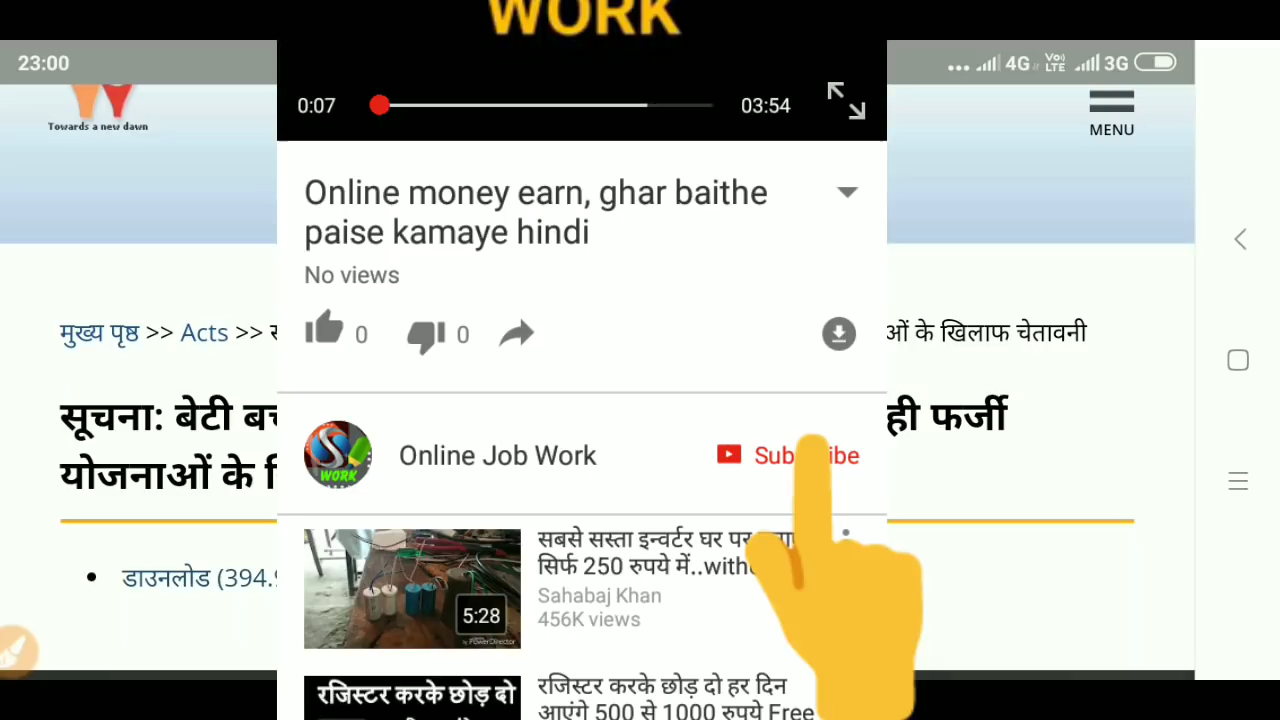 WORK
23:00
4G
VoLTE
3G
Towards a new dawn
0:07
03:54
MENU
Online money earn, ghar baithe
paise kamaye hindi
No views
0
0
मुख्य पृष्ठ >> Acts >>
ओं के खिलाफ चेतावनी
सूचना: बेटी
ही फर्जी
योजनाओं के
Online Job Work
WORK
सबसे सस्ता इन्वर्टर घर पर
सिर्फ 250 रुपये में..
Sahabaj Khan
456K views
5:28
by PowerDirector
डाउनलोड (394.
रजिस्टर करके छोड़ दो
रजिस्टर करके छोड़ दो हर दिन
आएंगे 500 से 1000 रुपये Free